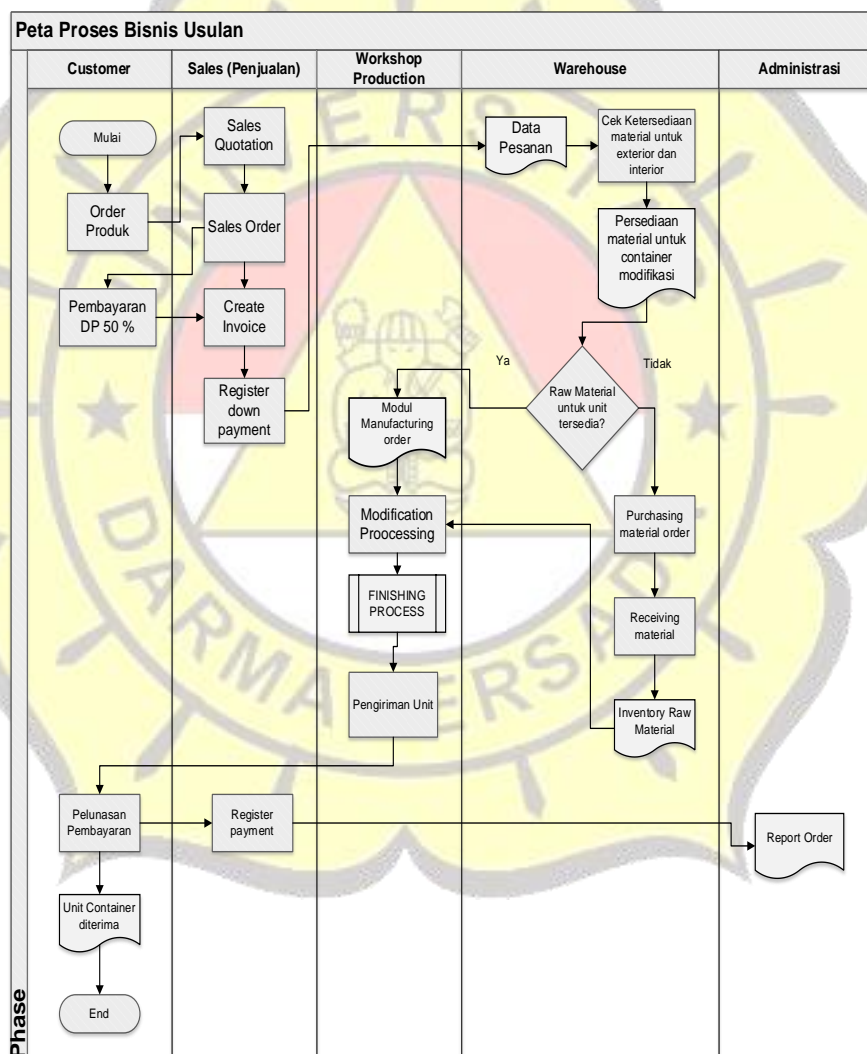 Peta Proses Bisnis Usulan
Customer
Sales (Penjualan)
Workshop
Production
Warehouse
Administrasi
Mulai
Sales
Quotation
Data
Pesanan
Cek Ketersediaan
material untuk
exterior dan
interior
Order
Produk
Sales Order
Persediaan
material untuk
container
modifikasi
Pembayaran
DP 50 %
Create
Invoice
Ya
Tidak
Register
down
payment
Modul
Manufacturing
order
Raw Material
untuk unit
tersedia?
Modification
Proocessing
Purchasing
material order
FINISHING
PROCESS
Receiving
material
Pengiriman Unit
Inventory Raw
Material
Pelunasan
Pembayaran
Register
payment
Report Order
Unit Container
diterima
End
Phase
UNIVERSITAS
DARMA PERSADA